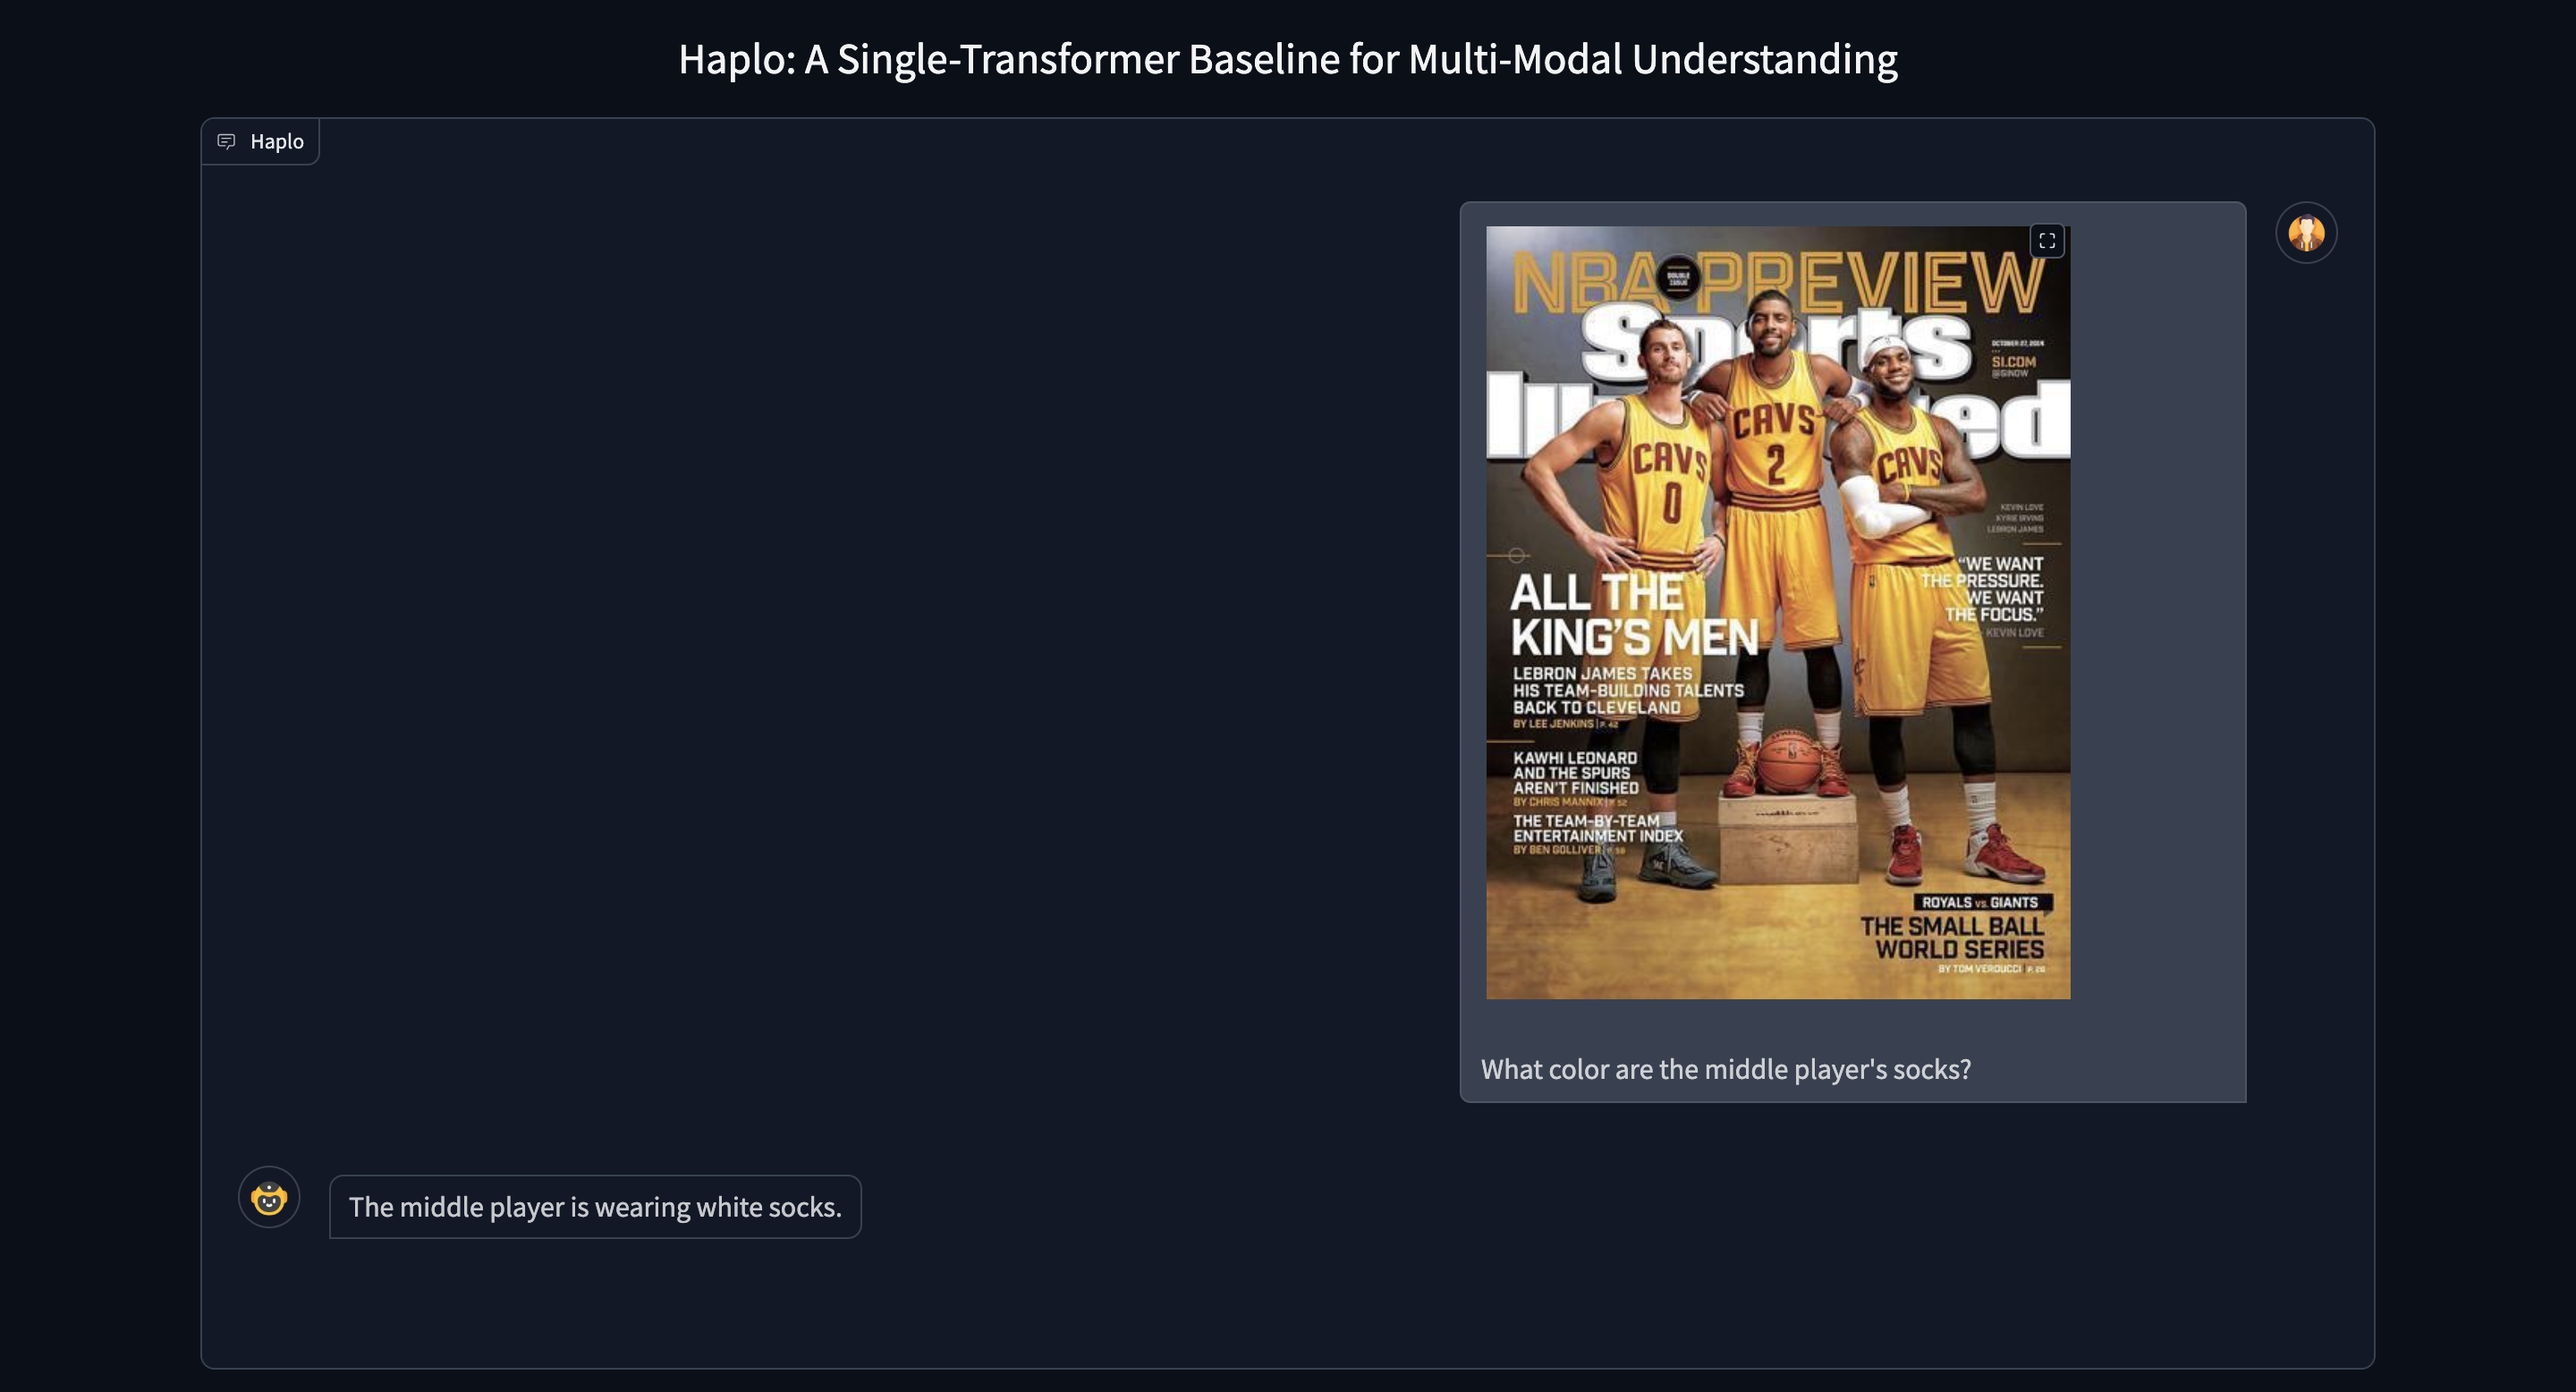 Haplo: A Single-Transformer Baseline for Multi-Modal Understanding
Haplo
NBA PREVIEW
DOUBLE
ISSUE
Sports
Ill ed
OCTOBER 27, 2014
SI.COM
@SINOW
CAVS
0
CAVS
2
CAVS
KEVIN LOVE
KYRIE IRVING
LEBRON JAMES
“WE WANT
THE PRESSURE.
WE WANT
THE FOCUS.”
KEVIN LOVE
ALL THE
KING’S MEN
LEBRON JAMES TAKES
HIS TEAM-BUILDING TALENTS
BACK TO CLEVELAND
BY LEE JENKINS | P. 42
KAWHI LEONARD
AND THE SPURS
AREN’T FINISHED
BY CHRIS MANNIX | P. 52
THE TEAM-BY-TEAM
ENTERTAINMENT INDEX
BY BEN GOLLIVER
ROYALS vs. GIANTS
THE SMALL BALL
WORLD SERIES
BY TOM VERDUCCI
What color are the middle player's socks?
The middle player is wearing white socks.